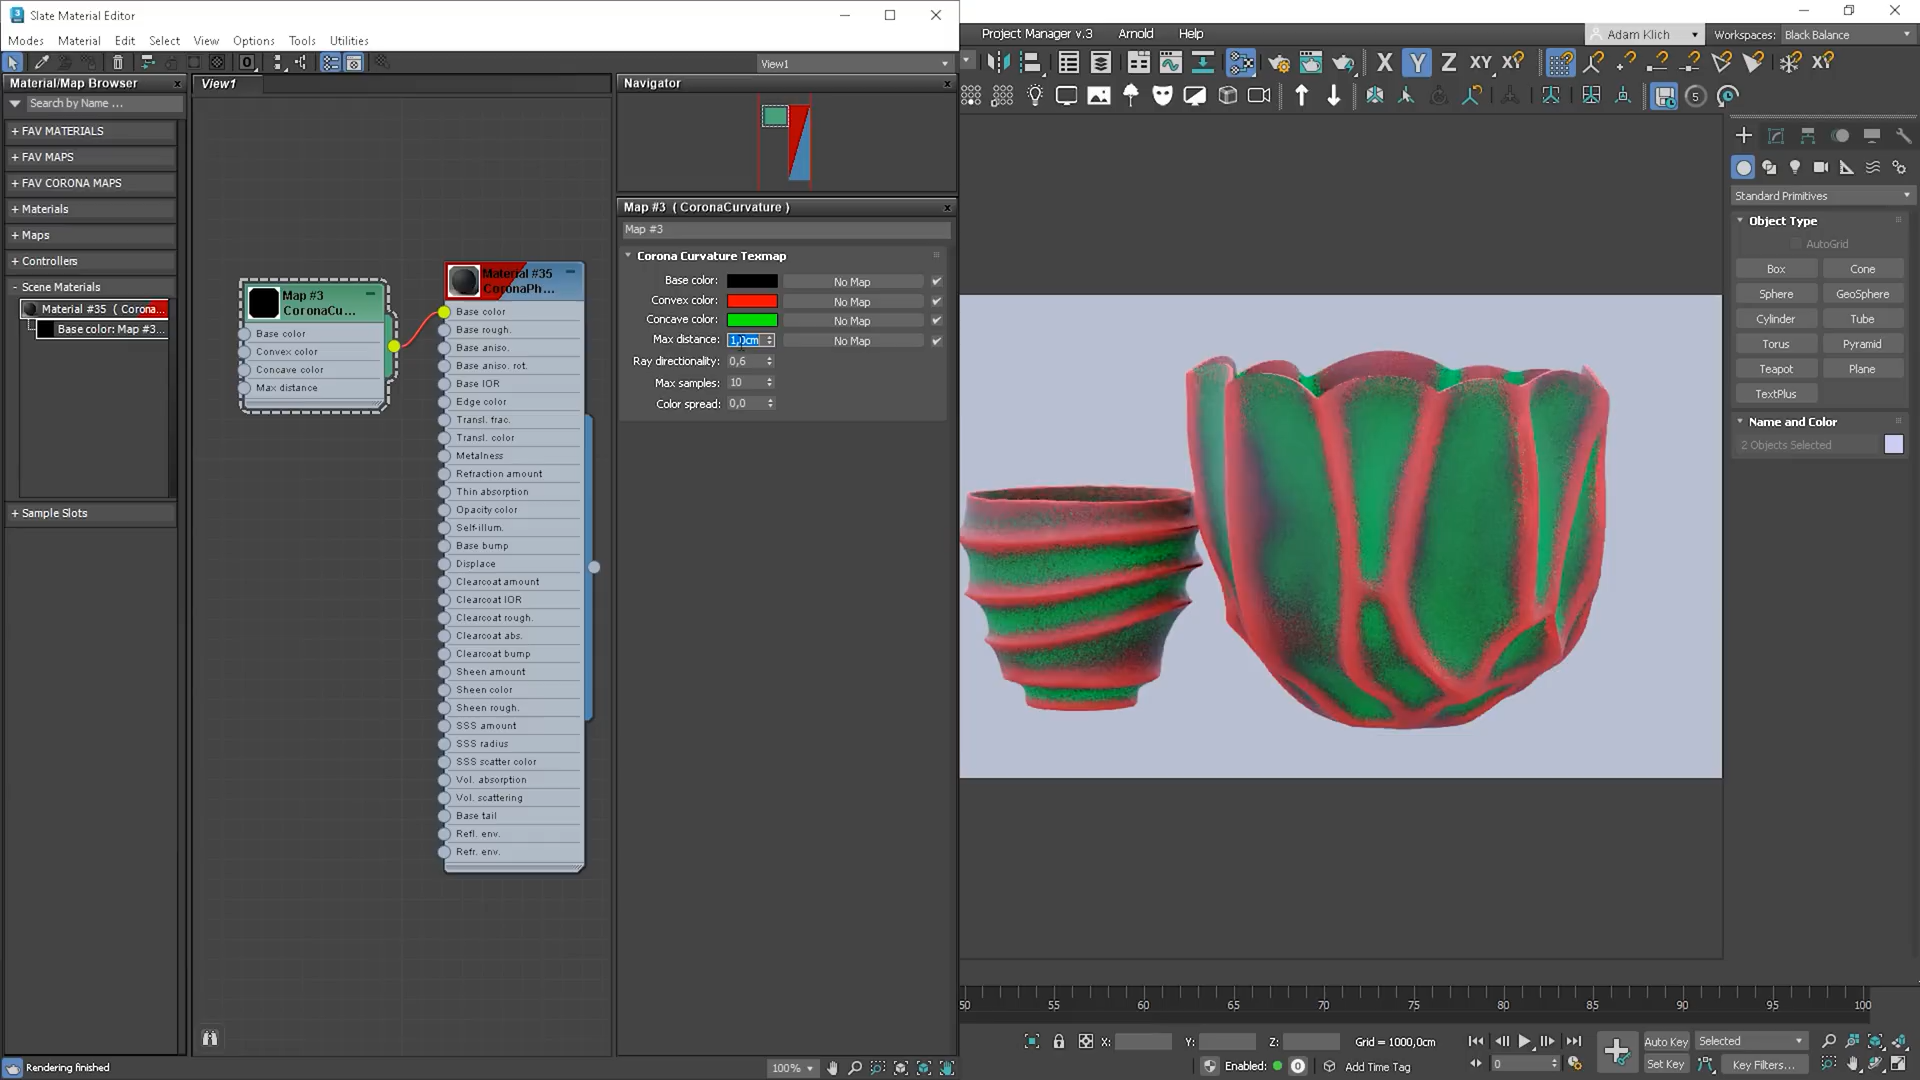 Slate Material Editor
Modes Material Edit Select View Options Tools Utilities
Project Manager v.3 Arnold Help
Adam Klich
Workspaces: Black Balance
View1
Material/Map Browser
Search by Name ...
+ FAV MATERIALS
+ FAV MAPS
+ FAV CORONA MAPS
+ Materials
+ Maps
+ Controllers
- Scene Materials
Material #35 ( Corona...
Base color: Map #3...
+ Sample Slots
View1
Map #3
CoronaCu...
Base color
Convex color
Concave color
Max distance
Material #35
CoronaPh...
Base color
Base rough.
Base aniso.
Base aniso. rot.
Base IOR
Edge color
Transl. frac.
Transl. color
Metalness
Refraction amount
Thin absorption
Opacity color
Self-illum.
Base bump
Displace
Clearcoat amount
Clearcoat IOR
Clearcoat rough.
Clearcoat abs.
Clearcoat bump
Sheen amount
Sheen color
Sheen rough.
SSS amount
SSS radius
SSS scatter color
Vol. absorption
Vol. scattering
Base tail
Refl. env.
Refr. env.
Navigator
Map #3 ( CoronaCurvature )
Map #3
Corona Curvature Texmap
Base color: No Map
Convex color: No Map
Concave color: No Map
Max distance: 1,0cm No Map
Ray directionality: 0,6
Max samples: 10
Color spread: 0,0
X Y Z XY XY
XY
Standard Primitives
Object Type
AutoGrid
Box Cone
Sphere GeoSphere
Cylinder Tube
Torus Pyramid
Teapot Plane
TextPlus
Name and Color
2 Objects Selected
50 55 60 65 70 75 80 85 90 95 100
X: Y: Z: Grid = 1000,0cm
Auto Key Selected
Enabled: 0 Add Time Tag
0
Set Key Key Filters...
Rendering finished
100%